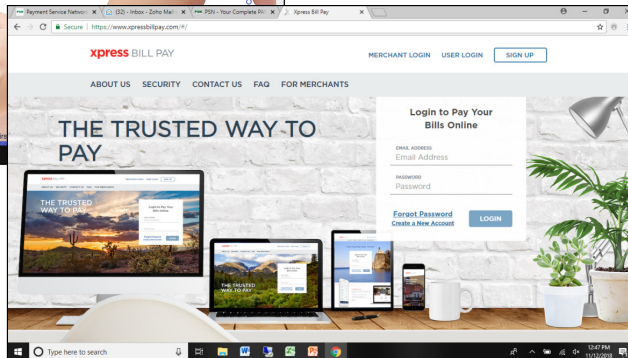 Payment Service Network
(32) - Inbox - Zoho Mail
PSN - Your Complete
Xpress Bill Pay
Secure | https://www.xpressbillpay.com/#/
xpress BILL PAY
MERCHANT LOGIN USER LOGIN SIGN UP
ABOUT US SECURITY CONTACT US FAQ FOR MERCHANTS
THE TRUSTED WAY TO
PAY
Login to Pay Your
Bills Online
EMAIL ADDRESS
Email Address
PASSWORD
Password
Forgot Password
Create a New Account
LOGIN
THE TRUSTED
WAY TO PAY
THE TRUSTED
WAY TO PAY
Type here to search
12:47 PM
11/12/2018